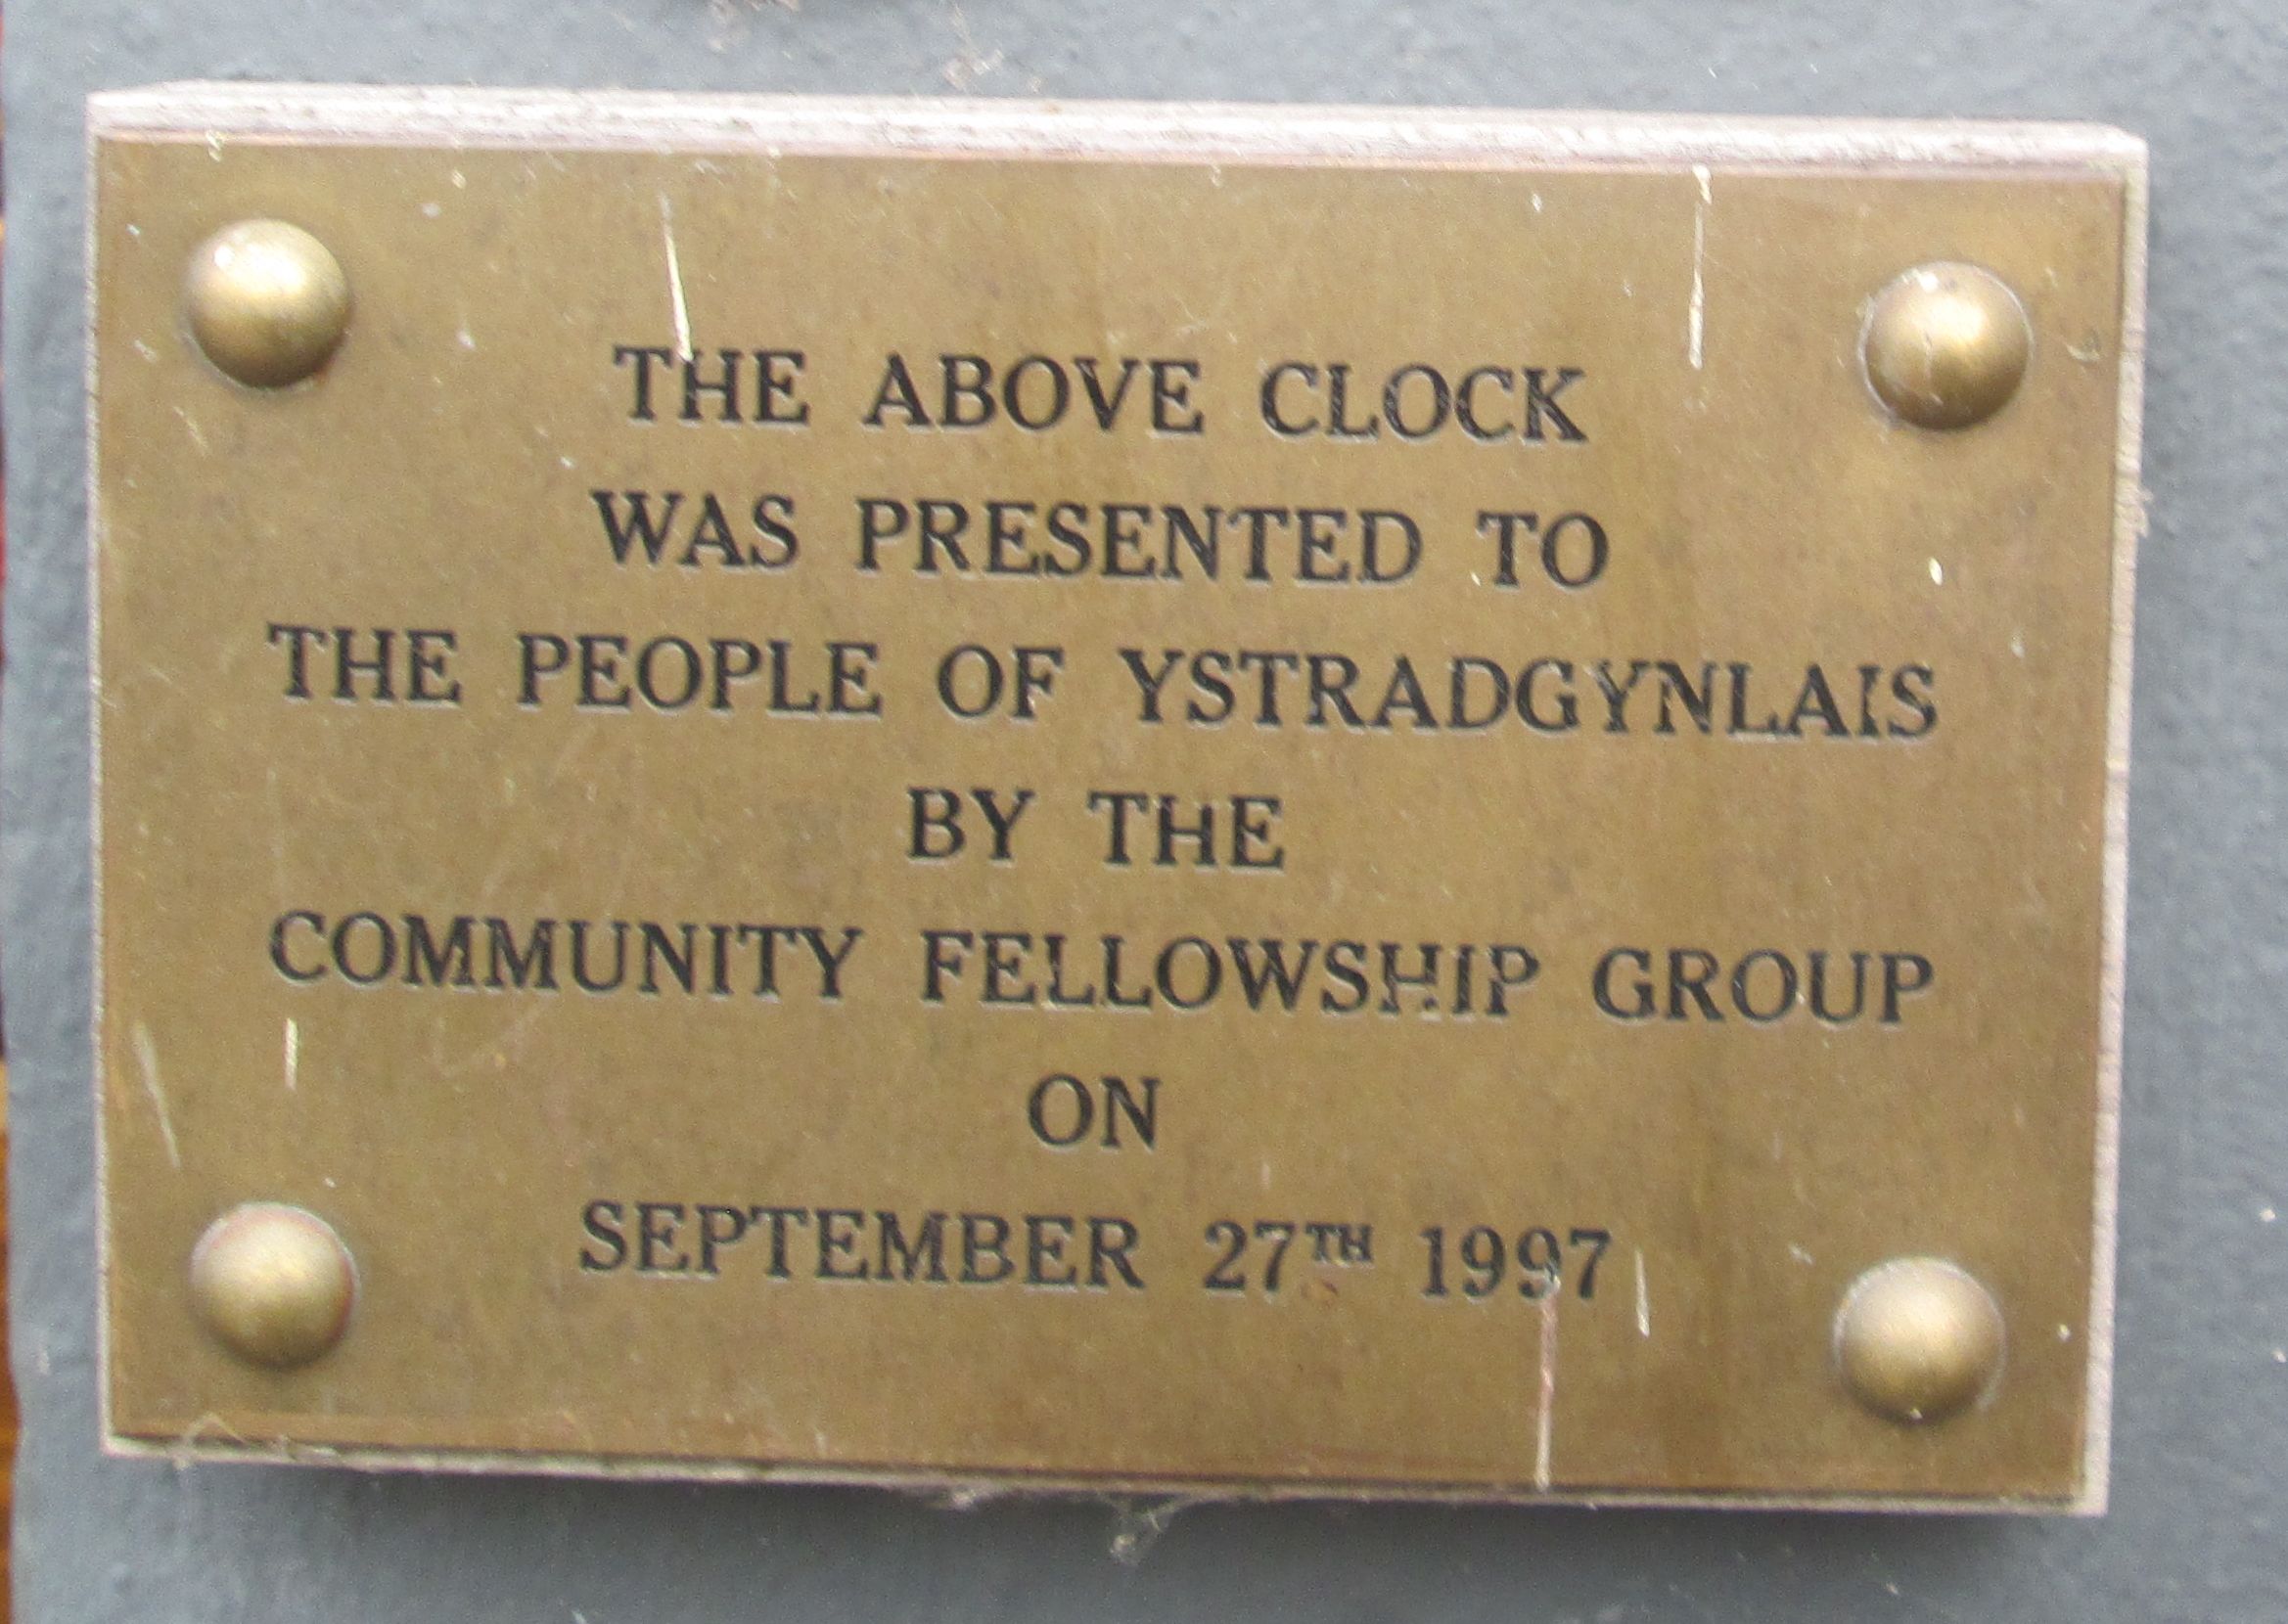 THE ABOVE CLOCK
WAS PRESENTED TO
THE PEOPLE OF YSTRADGYNLAIS
BY THE
COMMUNITY FELLOWSHIP GROUP
ON
SEPTEMBER 27TH 1997